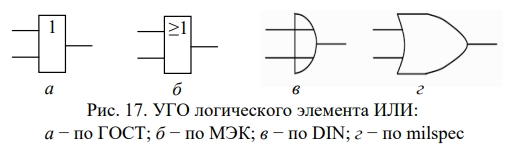 1 ≥1
а б в г
Рис. 17. УГО логического элемента ИЛИ:
а − по ГОСТ; б − по МЭК; в − по DIN; г − по milspec